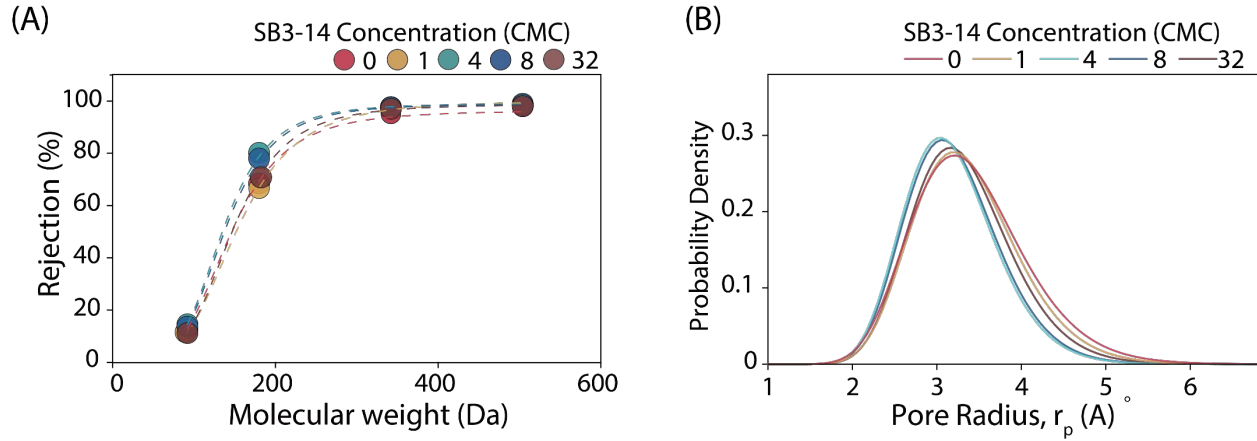 (A)
SB3-14 Concentration (CMC)
0 1 4 8 32
Rejection (%)
100
80
60
40
20
0
0 200 400 600
Molecular weight (Da)
(B)
SB3-14 Concentration (CMC)
0 1 4 8 32
Probability Density
0.3
0.2
0.1
0
1 2 3 4 5 6
Pore Radius, r_p (A) °